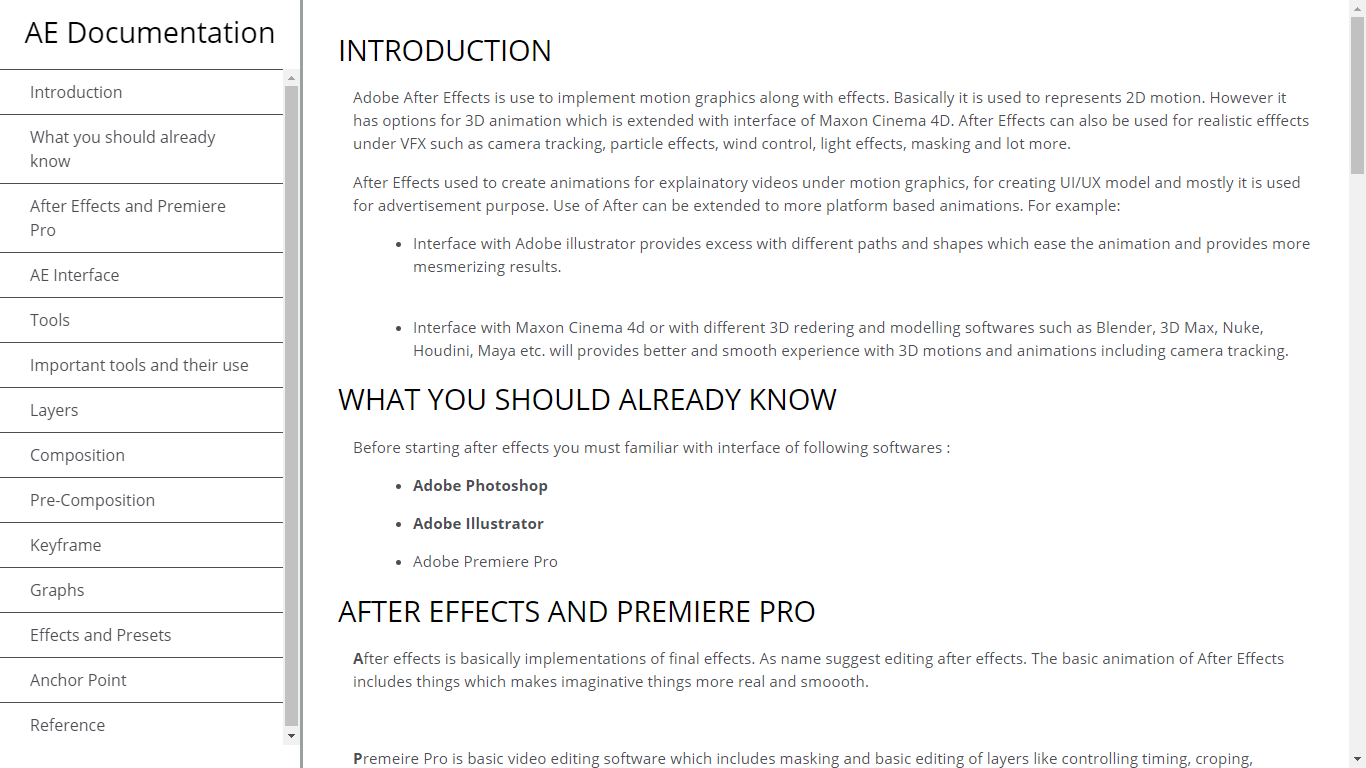 AE Documentation
Introduction
What you should already
know
After Effects and Premiere
Pro
AE Interface
Tools
Important tools and their use
Layers
Composition
Pre-Composition
Keyframe
Graphs
Effects and Presets
Anchor Point
Reference
INTRODUCTION
Adobe After Effects is use to implement motion graphics along with effects. Basically it is used to represents 2D motion. However it
has options for 3D animation which is extended with interface of Maxon Cinema 4D. After Effects can also be used for realistic efffects
under VFX such as camera tracking, particle effects, wind control, light effects, masking and lot more.
After Effects used to create animations for explainatory videos under motion graphics, for creating UI/UX model and mostly it is used
for advertisement purpose. Use of After can be extended to more platform based animations. For example:
• Interface with Adobe illustrator provides excess with different paths and shapes which ease the animation and provides more
mesmerizing results.
• Interface with Maxon Cinema 4d or with different 3D redering and modelling softwares such as Blender, 3D Max, Nuke,
Houdini, Maya etc. will provides better and smooth experience with 3D motions and animations including camera tracking.
WHAT YOU SHOULD ALREADY KNOW
Before starting after effects you must familiar with interface of following softwares :
• Adobe Photoshop
• Adobe Illustrator
• Adobe Premiere Pro
AFTER EFFECTS AND PREMIERE PRO
After effects is basically implementations of final effects. As name suggest editing after effects. The basic animation of After Effects
includes things which makes imaginative things more real and smoooth.
Premeire Pro is basic video editing software which includes masking and basic editing of layers like controlling timing, croping,